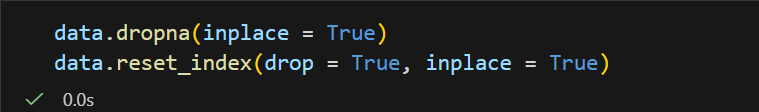 data.dropna(inplace = True)
data.reset_index(drop = True, inplace = True)
0.0s